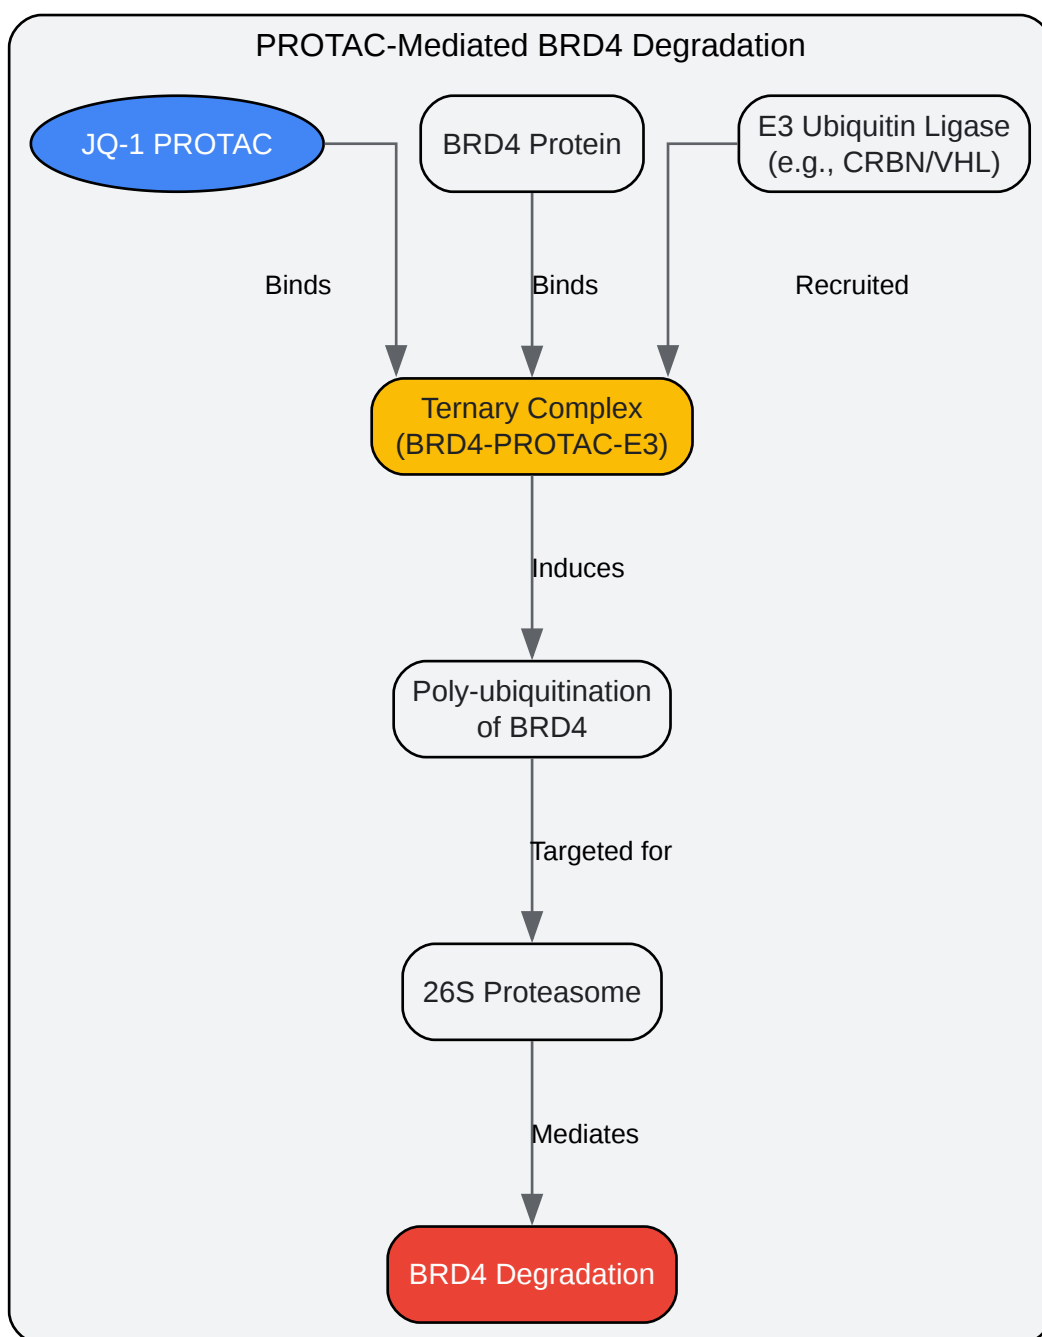 PROTAC-Mediated BRD4 Degradation
JQ-1 PROTAC
BRD4 Protein
E3 Ubiquitin Ligase
(e.g., CRBN/VHL)
Binds
Binds
Recruited
Ternary Complex
(BRD4-PROTAC-E3)
Induces
Poly-ubiquitination
of BRD4
Targeted for
26S Proteasome
Mediates
BRD4 Degradation